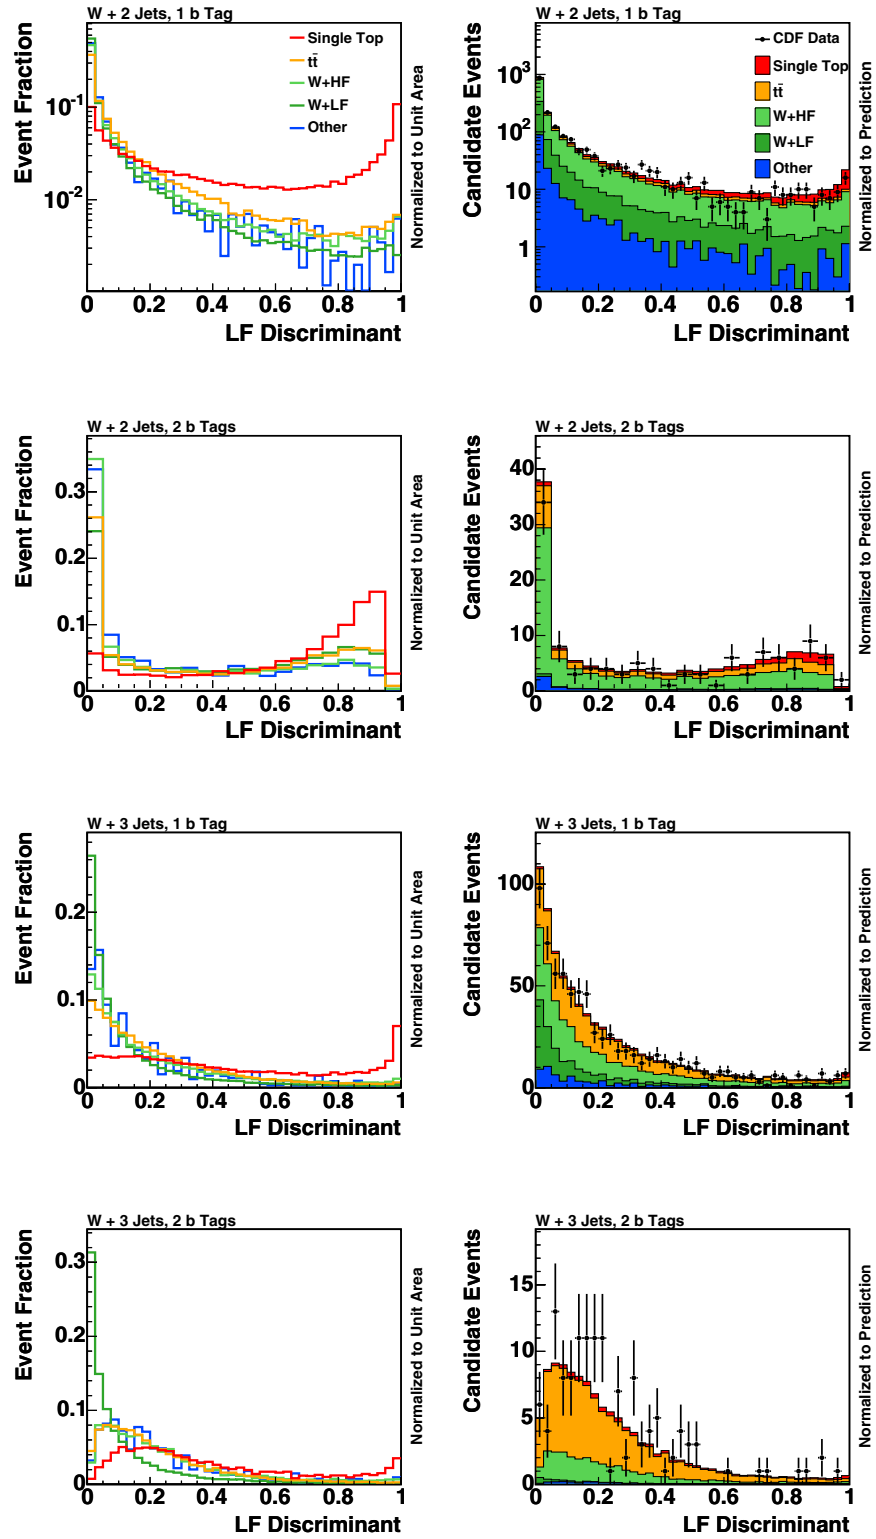 W + 2 Jets, 1 b Tag
Event Fraction
10⁻¹
10⁻²
Single Top
tt̄
W+HF
W+LF
Other
Normalized to Unit Area
0 0.2 0.4 0.6 0.8 1
LF Discriminant
W + 2 Jets, 1 b Tag
Candidate Events
10³
10²
10
1
CDF Data
Single Top
tt̄
W+HF
W+LF
Other
Normalized to Prediction
0 0.2 0.4 0.6 0.8 1
LF Discriminant
W + 2 Jets, 2 b Tags
Event Fraction
0.3
0.2
0.1
0
Normalized to Unit Area
0 0.2 0.4 0.6 0.8 1
LF Discriminant
W + 2 Jets, 2 b Tags
Candidate Events
40
30
20
10
0
Normalized to Prediction
0 0.2 0.4 0.6 0.8 1
LF Discriminant
W + 3 Jets, 1 b Tag
Event Fraction
0.2
0.1
0
Normalized to Unit Area
0 0.2 0.4 0.6 0.8 1
LF Discriminant
W + 3 Jets, 1 b Tag
Candidate Events
100
50
0
Normalized to Prediction
0 0.2 0.4 0.6 0.8 1
LF Discriminant
W + 3 Jets, 2 b Tags
Event Fraction
0.3
0.2
0.1
0
Normalized to Unit Area
0 0.2 0.4 0.6 0.8 1
LF Discriminant
W + 3 Jets, 2 b Tags
Candidate Events
15
10
5
0
Normalized to Prediction
0 0.2 0.4 0.6 0.8 1
LF Discriminant